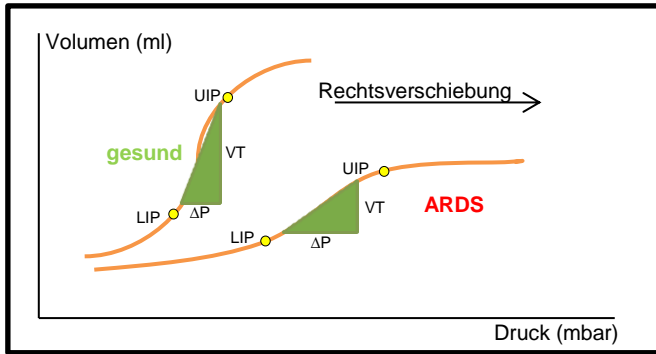 Volumen (ml)
UIP
Rechtsverschiebung
gesund
VT
UIP
LIP
ΔP
VT
ARDS
LIP
ΔP
Druck (mbar)